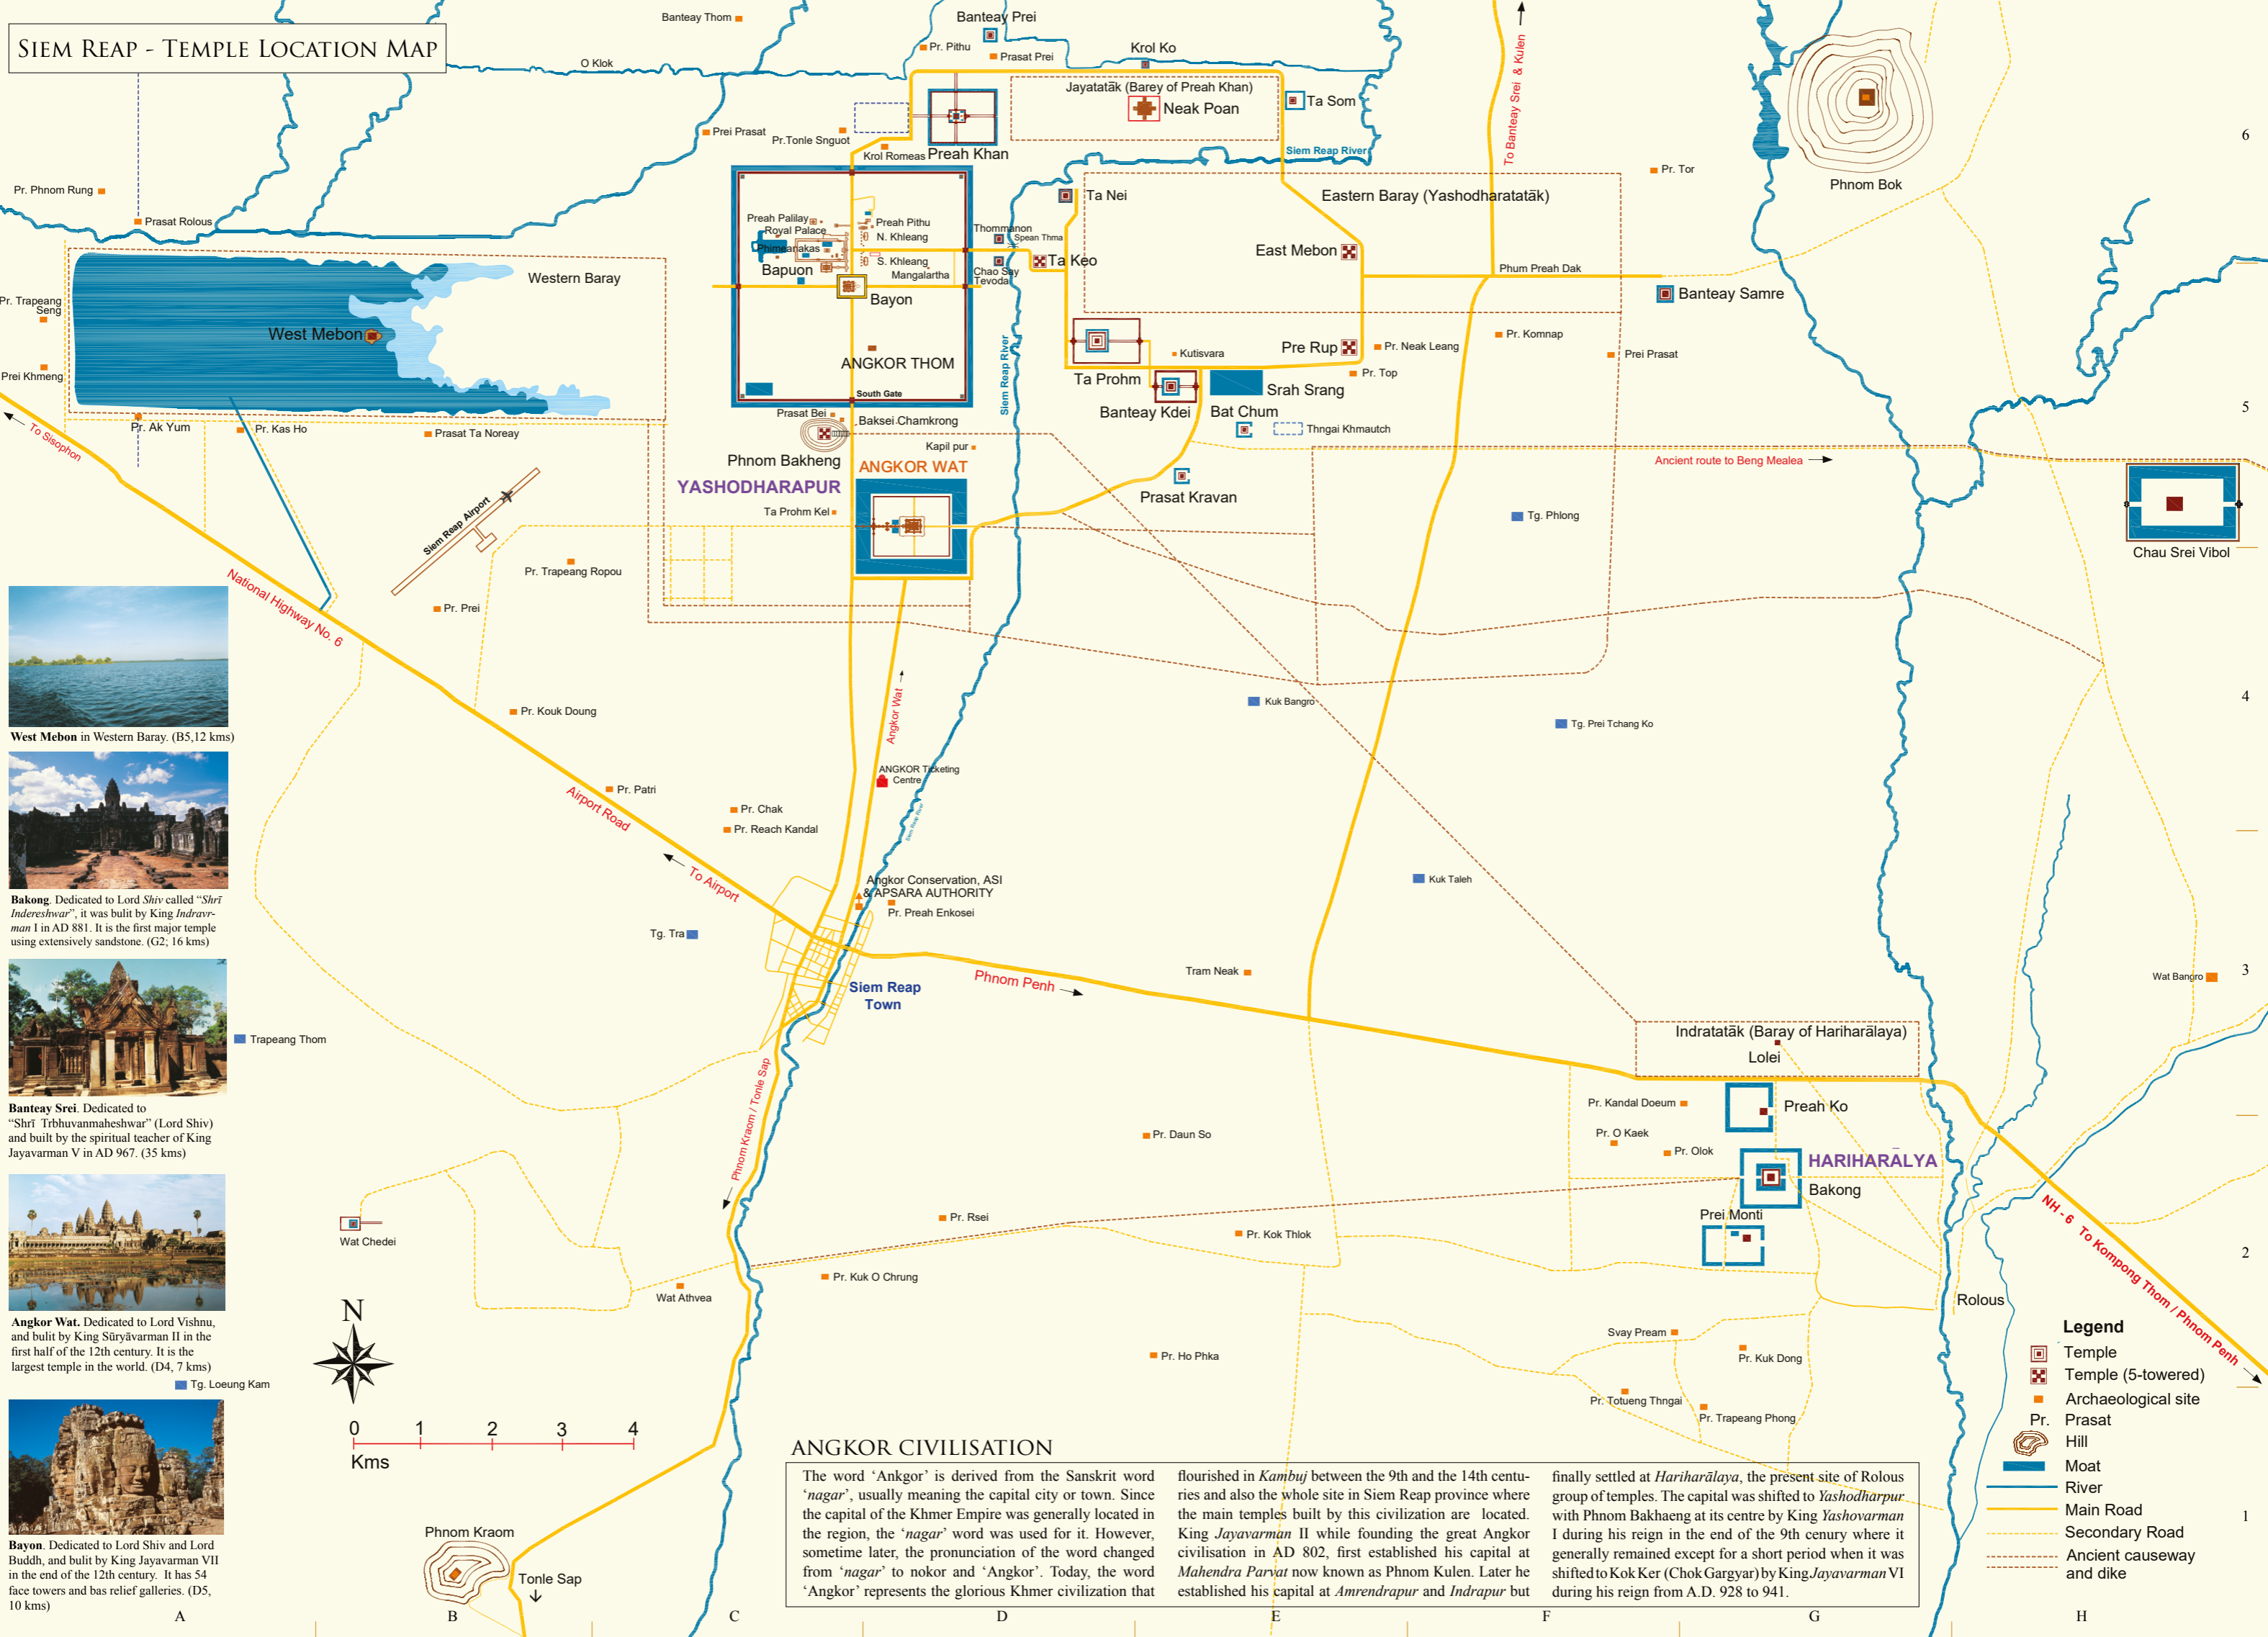 SIEM REAP - TEMPLE LOCATION MAP
Banteay Thom
O Klok
Banteay Prei
Pr. Pithu
Prasat Prei
Krol Ko
Jayatatāk (Barey of Preah Khan)
Neak Poan
Ta Som
To Banteay Srei & Kulen
6
Prei Prasat
Pr.Tonle Snguot
Krol Romeas
Preah Khan
Siem Reap River
Pr. Tor
Phnom Bok
Pr. Phnom Rung
Prasat Rolous
Ta Nei
Eastern Baray (Yashodharatatāk)
Preah Palilay
Royal Palace
Phimeanakas
Bapuon
Preah Pithu
N. Khleang
S. Khleang
Mangalartha
Bayon
Thommanon
Spean Thma
Chao Say
Tevoda
Ta Keo
East Mebon
Phum Preah Dak
Banteay Samre
Western Baray
West Mebon
Pr. Trapeang
Seng
Prei Khmeng
ANGKOR THOM
South Gate
Siem Reap River
Ta Prohm
Kutisvara
Pre Rup
Pr. Neak Leang
Pr. Komnap
Prei Prasat
Pr. Top
Banteay Kdei
Srah Srang
Bat Chum
Thngai Khmautch
5
To Sisophon
Pr. Ak Yum
Pr. Kas Ho
Prasat Ta Noreay
Prasat Bei
Baksei Chamkrong
Kapil pur
Phnom Bakheng
ANGKOR WAT
YASHODHARAPUR
Ta Prohm Kel
Prasat Kravan
Ancient route to Beng Mealea
Chau Srei Vibol
Tg. Phlong
Siem Reap Airport
Pr. Trapeang Ropou
Pr. Prei
National Highway No. 6
West Mebon in Western Baray. (B5,12 kms)
Pr. Kouk Doung
Angkor Wat
Kuk Bangro
Tg. Prei Tchang Ko
4
ANGKOR Ticketing
Centre
Siem Reap River
Pr. Patri
Airport Road
Pr. Chak
Pr. Reach Kandal
To Airport
Bakong. Dedicated to Lord Shiv called “Shrī
Indereshwar”, it was bulit by King Indravr-
man I in AD 881. It is the first major temple
using extensively sandstone. (G2; 16 kms)
Angkor Conservation, ASI
& APSARA AUTHORITY
Pr. Preah Enkosei
Kuk Taleh
Tg. Tra
Siem Reap
Town
Phnom Penh
Tram Neak
Wat Bangro
3
Trapeang Thom
Indratatāk (Baray of Hariharālaya)
Lolei
Banteay Srei. Dedicated to
“Shrī Trbhuvanmaheshwar” (Lord Shiv)
and built by the spiritual teacher of King
Jayavarman V in AD 967. (35 kms)
Phnom Kraom / Tonle Sap
Pr. Kandal Doeum
Preah Ko
Pr. Daun So
Pr. O Kaek
Pr. Olok
HARIHARĀLYA
Bakong
Prei Monti
NH - 6 To Kompong Thom / Phnom Penh
Wat Chedei
Pr. Rsei
Pr. Kok Thlok
2
Pr. Kuk O Chrung
Wat Athvea
Rolous
Angkor Wat. Dedicated to Lord Vishnu,
and bulit by King Sūryāvarman II in the
first half of the 12th century. It is the
largest temple in the world. (D4, 7 kms)
Tg. Loeung Kam
N
0 1 2 3 4
Kms
Pr. Ho Phka
Svay Pream
Pr. Kuk Dong
Pr. Totueng Thngai
Pr. Trapeang Phong
Legend
Temple
Temple (5-towered)
Archaeological site
Pr. Prasat
Hill
Moat
River
Main Road
Secondary Road
Ancient causeway
and dike
1
Bayon. Dedicated to Lord Shiv and Lord
Buddh, and bulit by King Jayavarman VII
in the end of the 12th century. It has 54
face towers and bas relief galleries. (D5,
10 kms)
Phnom Kraom
Tonle Sap
ANGKOR CIVILISATION
The word ‘Ankgor’ is derived from the Sanskrit word
‘nagar’, usually meaning the capital city or town. Since
the capital of the Khmer Empire was generally located in
the region, the ‘nagar’ word was used for it. However,
sometime later, the pronunciation of the word changed
from ‘nagar’ to nokor and ‘Angkor’. Today, the word
‘Angkor’ represents the glorious Khmer civilization that
flourished in Kambuj between the 9th and the 14th centu-
ries and also the whole site in Siem Reap province where
the main temples built by this civilization are located.
King Jayavarman II while founding the great Angkor
civilisation in AD 802, first established his capital at
Mahendra Parvat now known as Phnom Kulen. Later he
established his capital at Amrendrapur and Indrapur but
finally settled at Hariharālaya, the present site of Rolous
group of temples. The capital was shifted to Yashodharpur
with Phnom Bakhaeng at its centre by King Yashovarman
I during his reign in the end of the 9th cenury where it
generally remained except for a short period when it was
shifted to Kok Ker (Chok Gargyar) by King Jayavarman VI
during his reign from A.D. 928 to 941.
A B C D E F G H